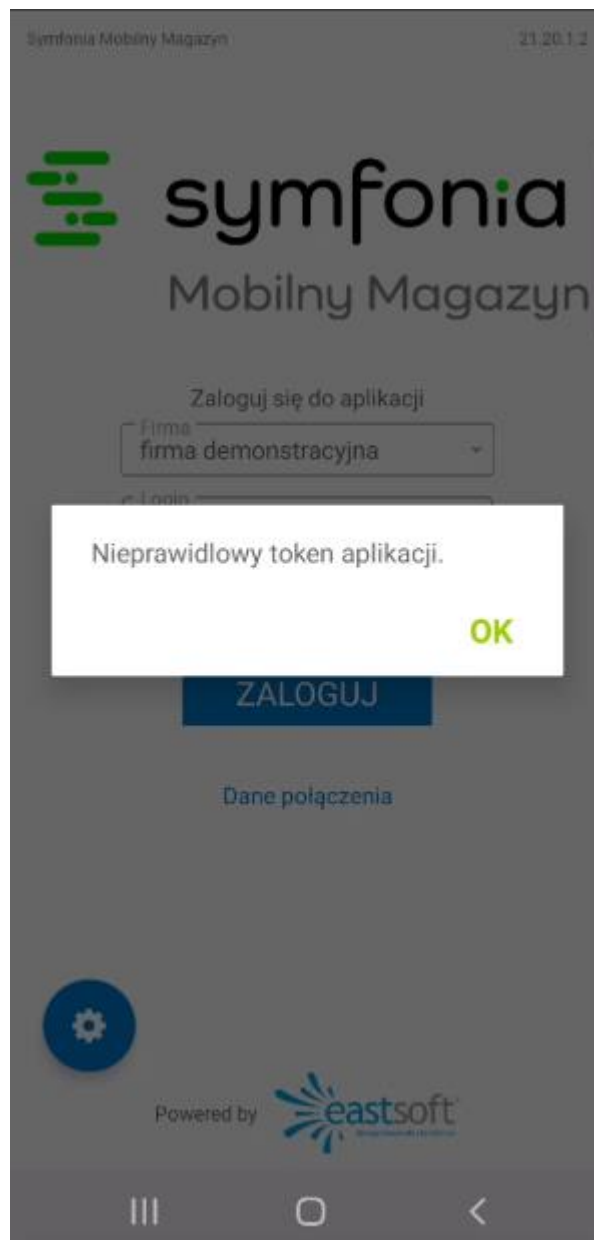 Symfonia Mobilny Magazyn 21.20.1.2
symfonia
Mobilny Magazyn
Zaloguj się do aplikacji
Firma
firma demonstracyjna
Login
Nieprawidlowy token aplikacji.
OK
ZALOGUJ
Dane połączenia
Powered by eastsoft